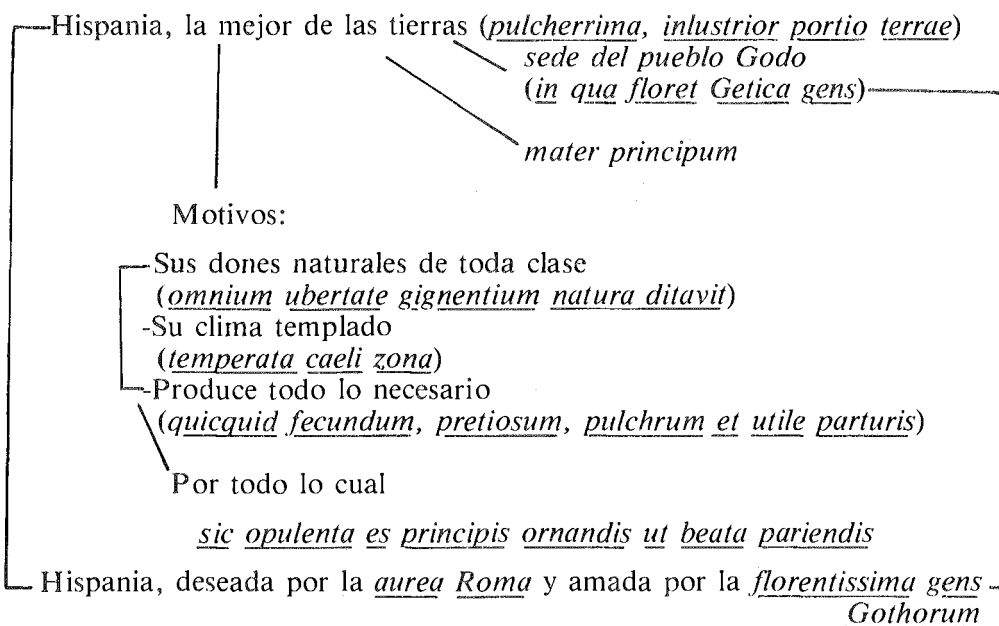 Hispania, la mejor de las tierras (pulcherrima, inlustrior portio terrae)
sede del pueblo Godo
(in qua floret Getica gens)
mater principum
Motivos:
-Sus dones naturales de toda clase
(omnium ubertate gignentium natura ditavit)
-Su clima templado
(temperata caeli zona)
-Produce todo lo necesario
(quicquid fecundum, pretiosum, pulchrum et utile parturis)
Por todo lo cual
sic opulenta es principis ornandis ut beata pariendis
Hispania, deseada por la aurea Roma y amada por la florentissima gens
Gothorum